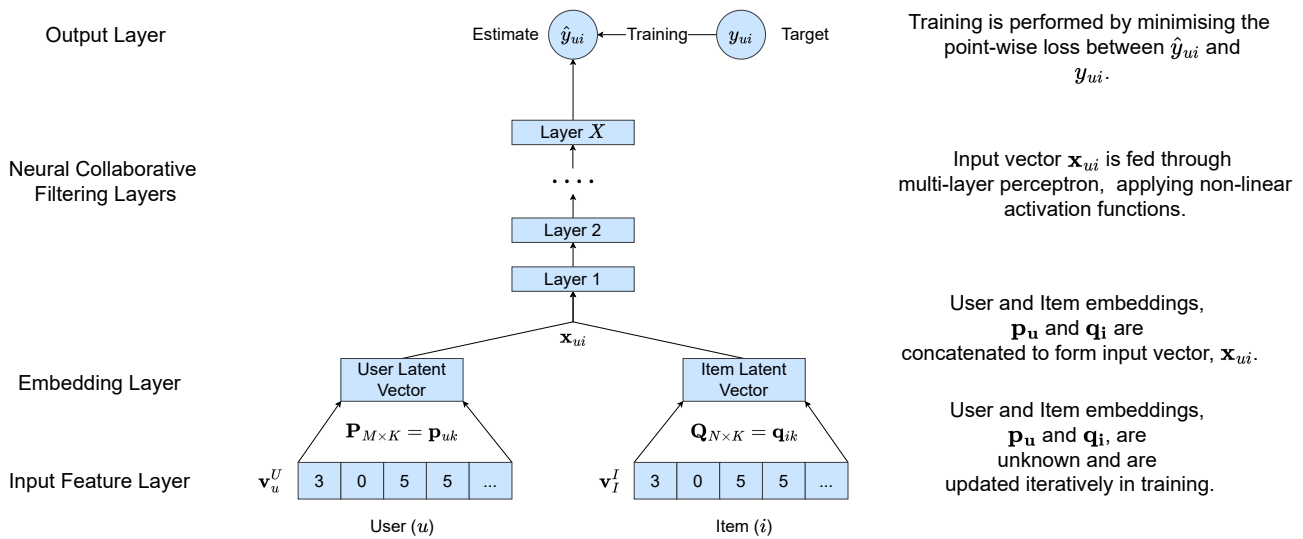 Output Layer
Estimate
ŷ_ui
Training
y_ui
Target
Training is performed by minimising the
point-wise loss between ŷ_ui and
y_ui.
Layer X
Neural Collaborative
Filtering Layers
....
Input vector x_ui is fed through
multi-layer perceptron, applying non-linear
activation functions.
Layer 2
Layer 1
x_ui
User and Item embeddings,
p_u and q_i are
concatenated to form input vector, x_ui.
Embedding Layer
User Latent
Vector
Item Latent
Vector
P_M×K = p_uk
Q_N×K = q_ik
User and Item embeddings,
p_u and q_i, are
unknown and are
updated iteratively in training.
Input Feature Layer
v_u^U
3 0 5 5 ...
v_I^I
3 0 5 5 ...
User (u)
Item (i)